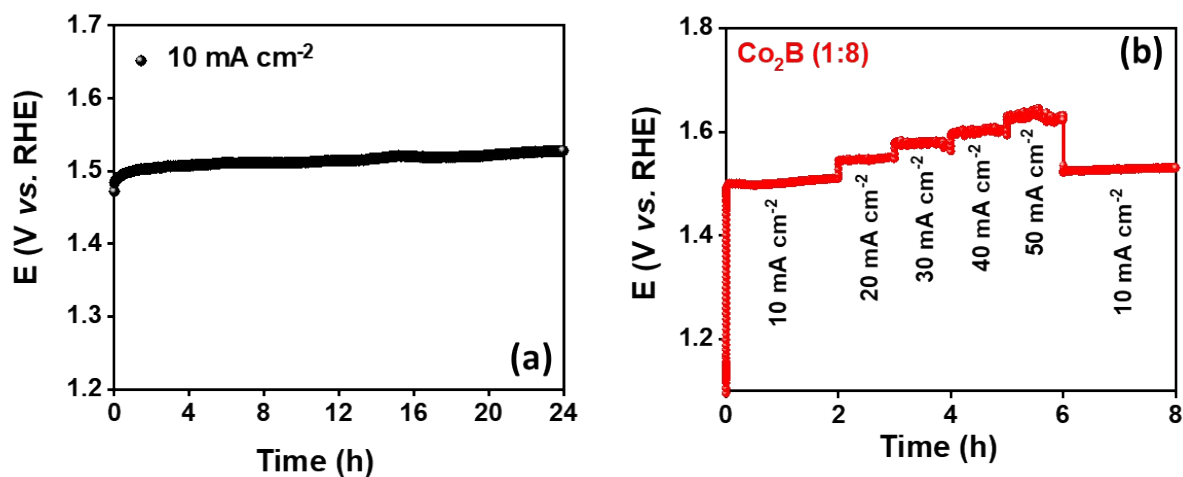 1.7
1.6
1.5
1.4
1.3
1.2
E (V vs. RHE)
10 mA cm⁻²
(a)
0 4 8 12 16 20 24
Time (h)
1.8
1.6
1.4
1.2
E (V vs. RHE)
Co₂B (1:8)
(b)
10 mA cm⁻²
20 mA cm⁻²
30 mA cm⁻²
40 mA cm⁻²
50 mA cm⁻²
10 mA cm⁻²
0 2 4 6 8
Time (h)